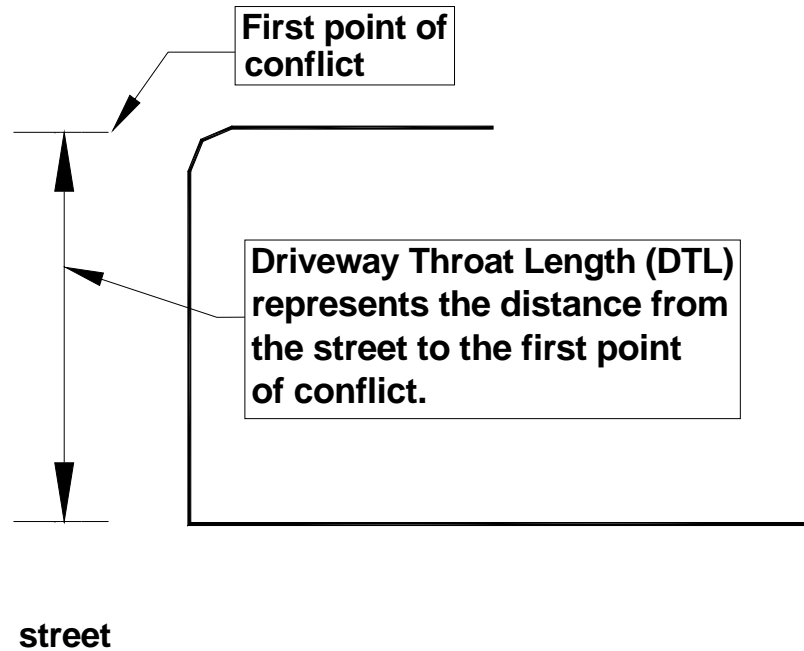 First point of
conflict
Driveway Throat Length (DTL)
represents the distance from
the street to the first point
of conflict.
street